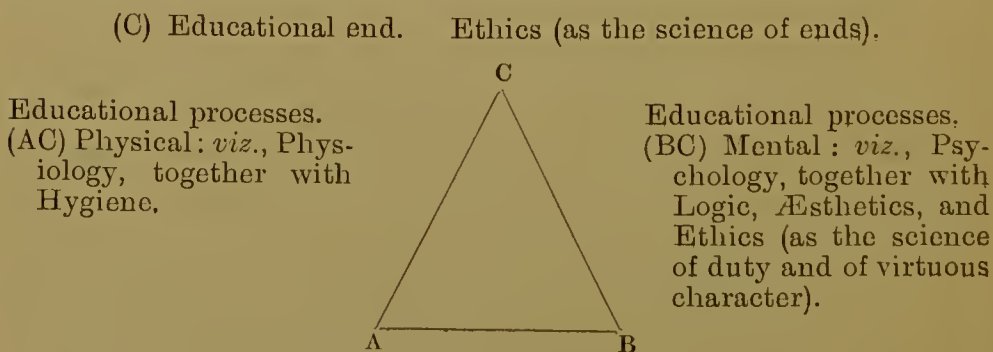 (C) Educational end. Ethics (as the science of ends).
C
Educational processes.
(AC) Physical: viz., Phys-
iology, together with
Hygiene.
Educational processes.
(BC) Mental: viz., Psy-
chology, together with
Logic, Æsthetics, and
Ethics (as the science
of duty and of virtuous
character).
A
B